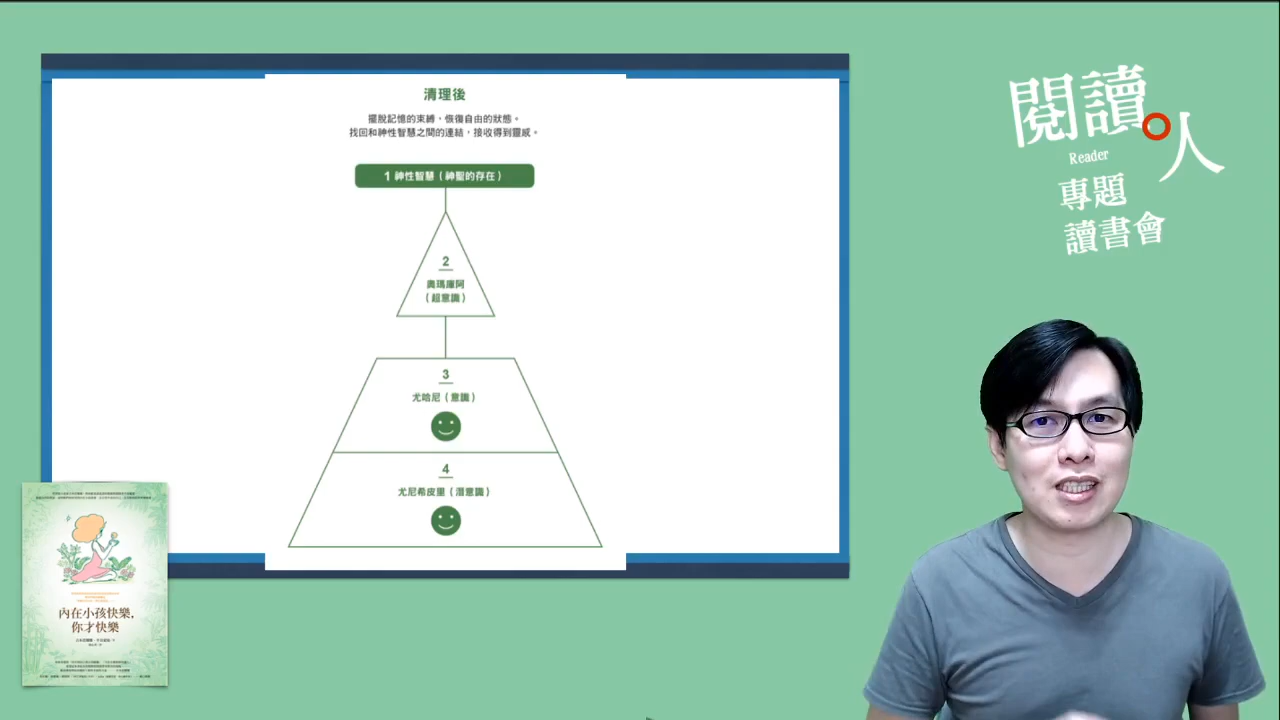 清理後
擺脫記憶的束縛，恢復自由的狀態。
找回和神性智慧之間的連結，接收得到靈感。
1 神性智慧（神聖的存在）
2
奧瑪庫阿
（超意識）
3
尤哈尼（意識）
4
尤尼希皮里（潛意識）
閱讀人
Reader
專題
讀書會
內在小孩快樂，
你才快樂